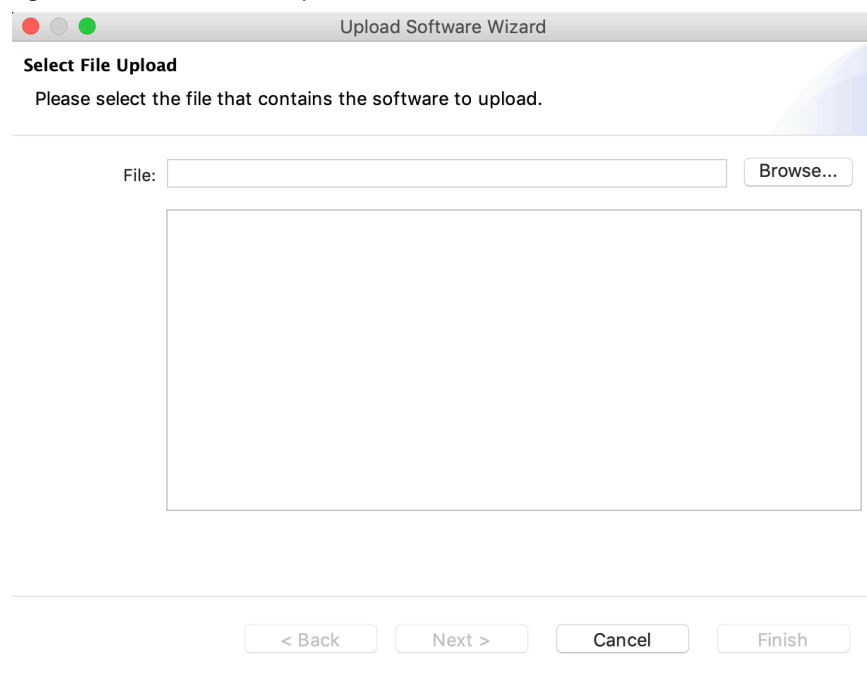 Upload Software Wizard
Select File Upload
Please select the file that contains the software to upload.
File:
Browse...
< Back Next > Cancel Finish